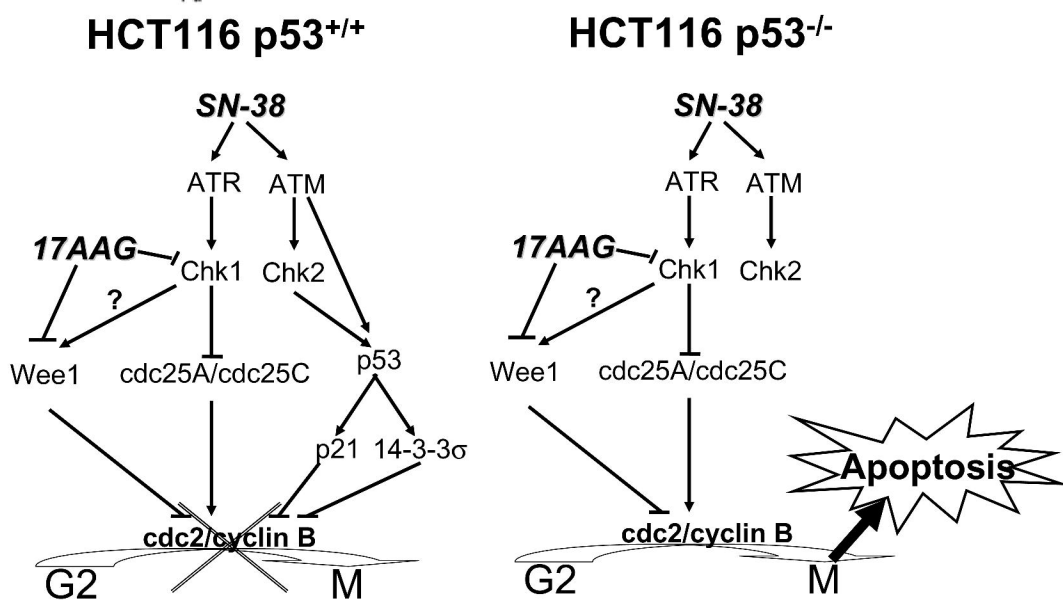 HCT116 p53+/+
SN-38
ATR ATM
17AAG
Chk1 Chk2
?
Wee1 cdc25A/cdc25C p53
p21 14-3-3σ
cdc2/cyclin B
G2 M
HCT116 p53-/-
SN-38
ATR ATM
17AAG
Chk1 Chk2
?
Wee1 cdc25A/cdc25C
Apoptosis
cdc2/cyclin B
G2 M